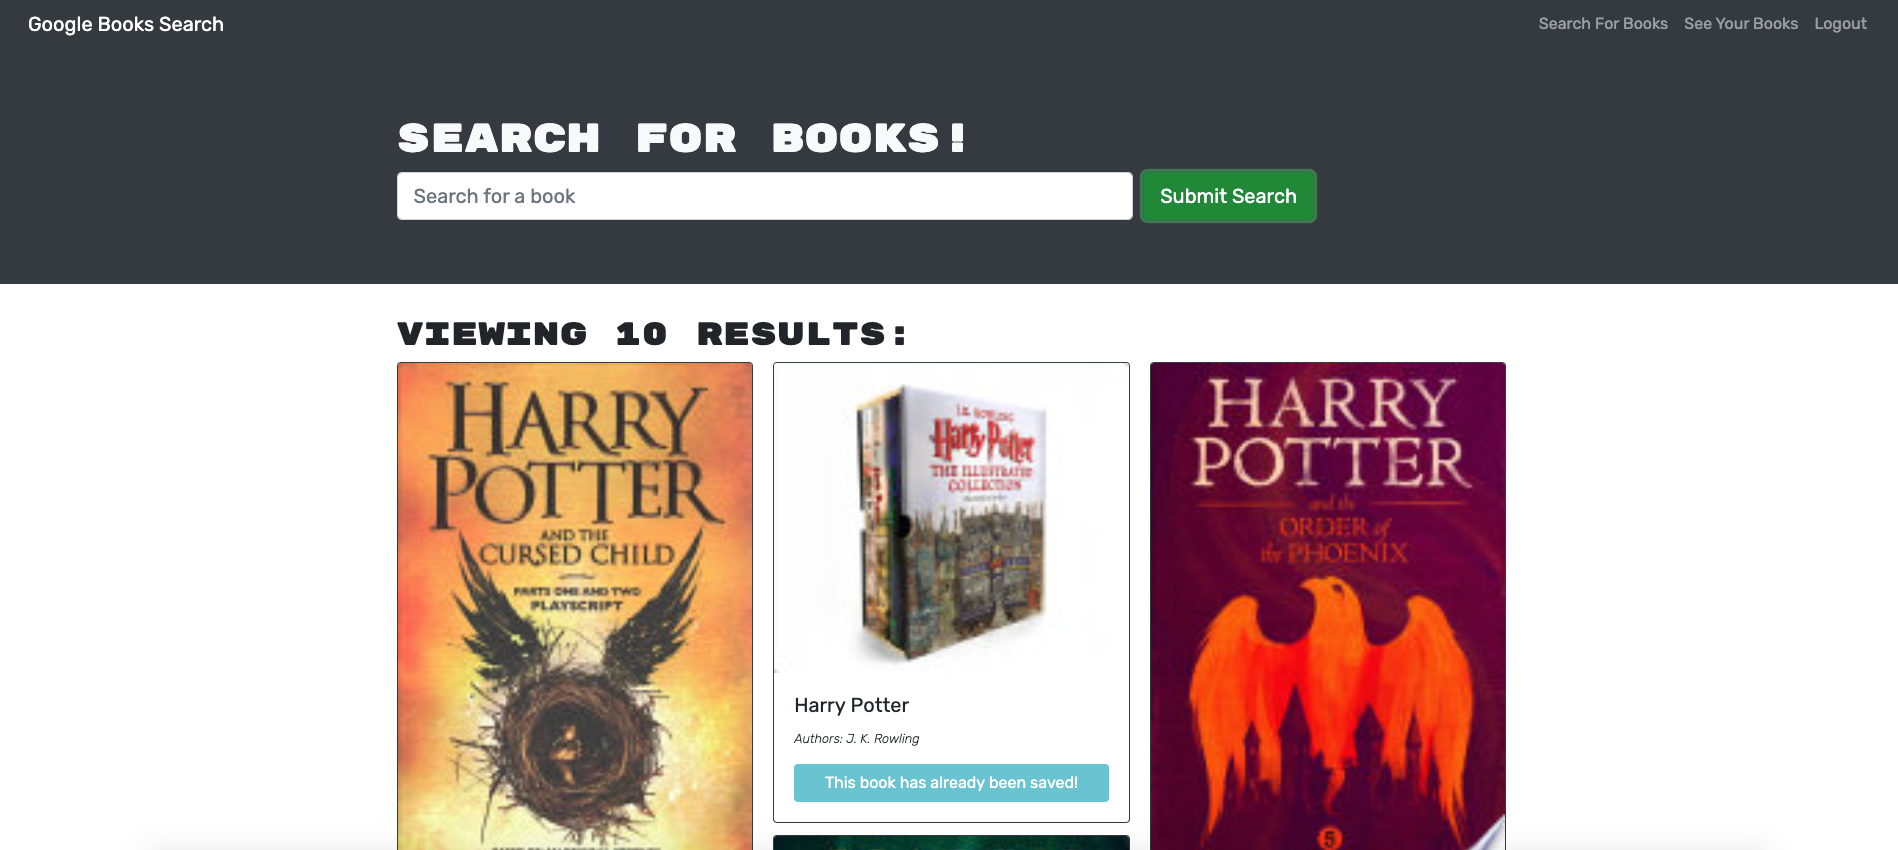 Google Books Search
Search For Books
See Your Books
Logout
SEARCH FOR BOOKS!
Search for a book
Submit Search
VIEWING 10 RESULTS:
HARRY
POTTER
AND THE
CURSED CHILD
PARTS ONE AND TWO
PLAYSCRIPT
J.K. ROWLING
Harry Potter
THE ILLUSTRATED
COLLECTION
Harry Potter
Authors: J. K. Rowling
This book has already been saved!
HARRY
POTTER
and the
ORDER of
the PHOENIX
5